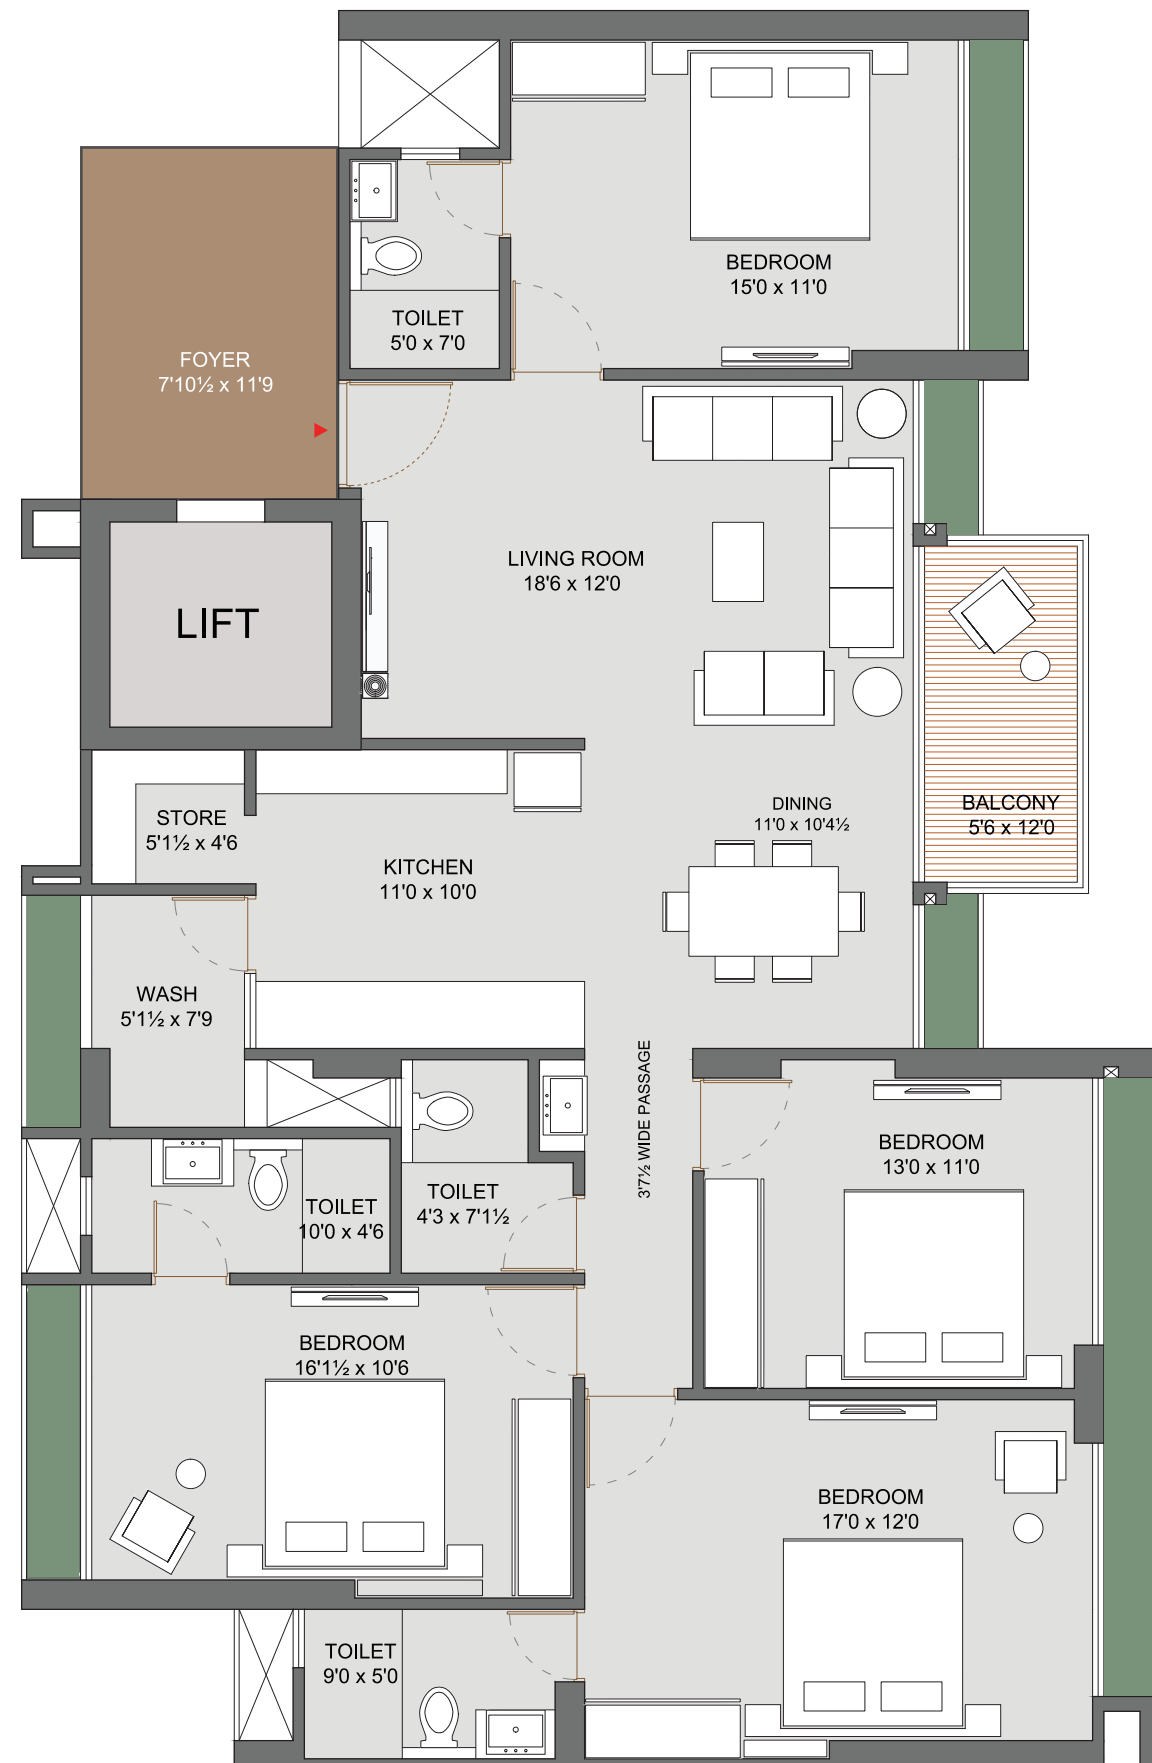 BEDROOM
15'0 x 11'0
TOILET
5'0 x 7'0
FOYER
7'10½ x 11'9
LIVING ROOM
18'6 x 12'0
LIFT
STORE
5'1½ x 4'6
KITCHEN
11'0 x 10'0
DINING
11'0 x 10'4½
BALCONY
5'6 x 12'0
WASH
5'1½ x 7'9
3'7½ WIDE PASSAGE
BEDROOM
13'0 x 11'0
TOILET
10'0 x 4'6
TOILET
4'3 x 7'1½
BEDROOM
16'1½ x 10'6
BEDROOM
17'0 x 12'0
TOILET
9'0 x 5'0